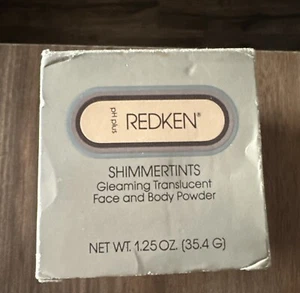 pH plus
REDKEN®
SHIMMERTINTS
Gleaming Translucent
Face and Body Powder
NET WT. 1.25 OZ. (35.4 G)